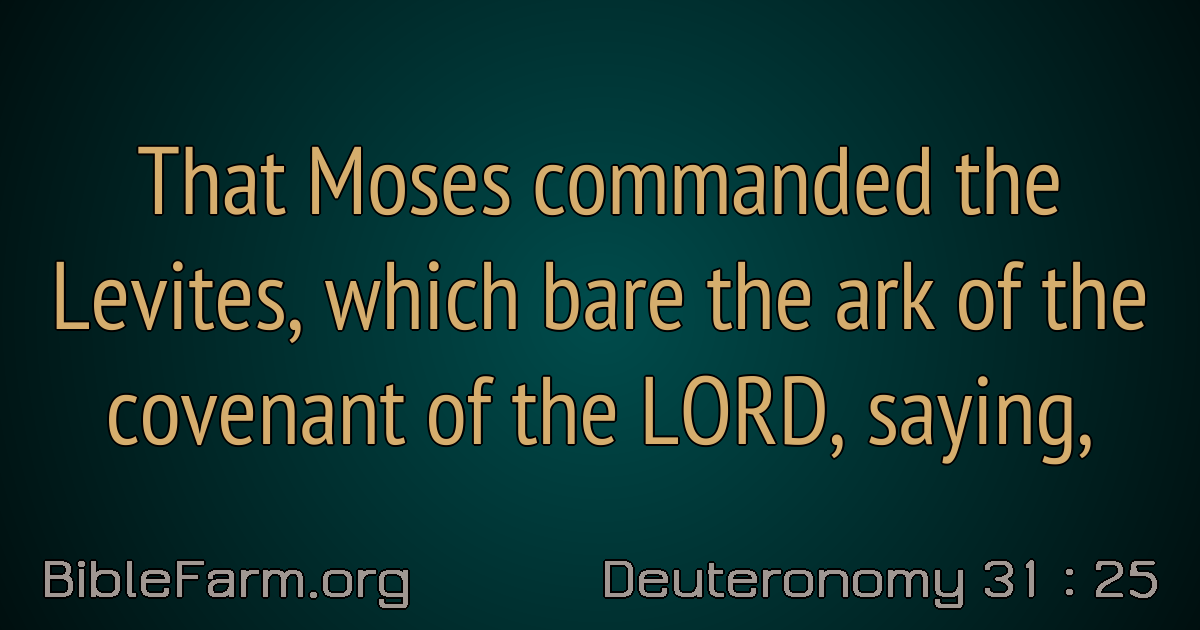 That Moses commanded the
Levites, which bare the ark of the
covenant of the LORD, saying,
BibleFarm.org
Deuteronomy 31 : 25